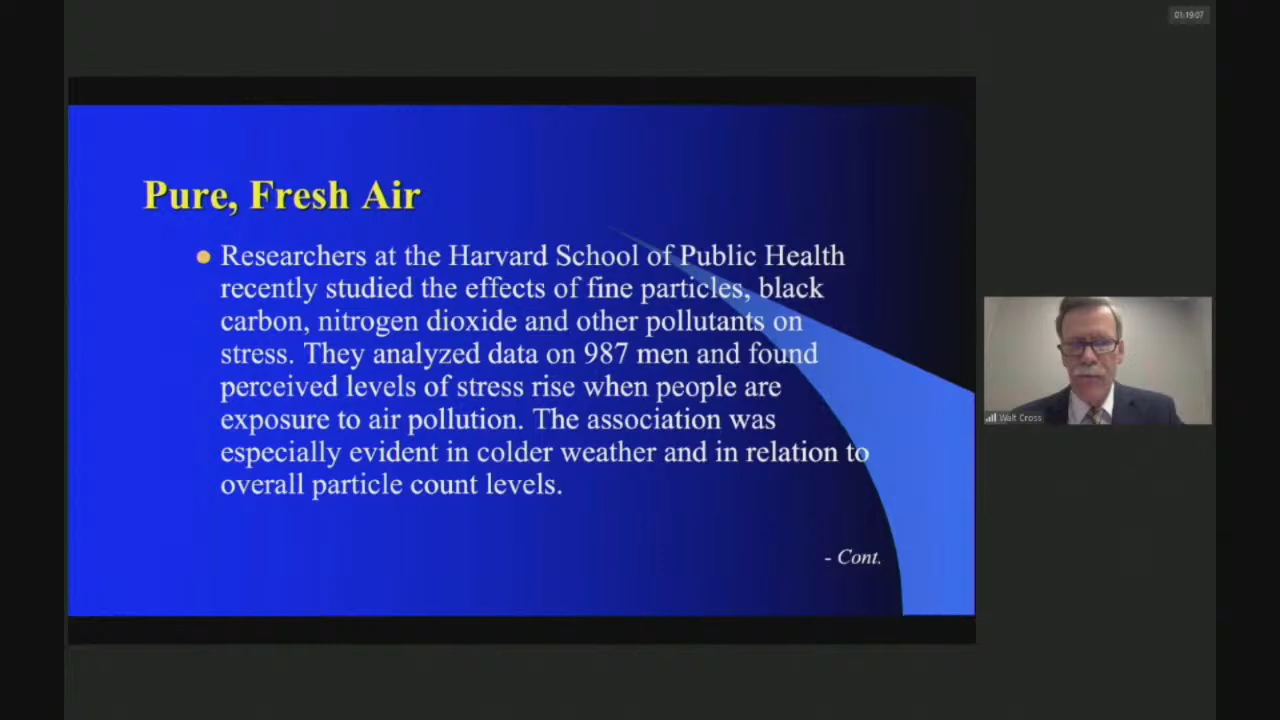 01:19:07
Pure, Fresh Air
Researchers at the Harvard School of Public Health
recently studied the effects of fine particles, black
carbon, nitrogen dioxide and other pollutants on
stress. They analyzed data on 987 men and found
perceived levels of stress rise when people are
exposure to air pollution. The association was
especially evident in colder weather and in relation to
overall particle count levels.
- Cont.
Walt Cross